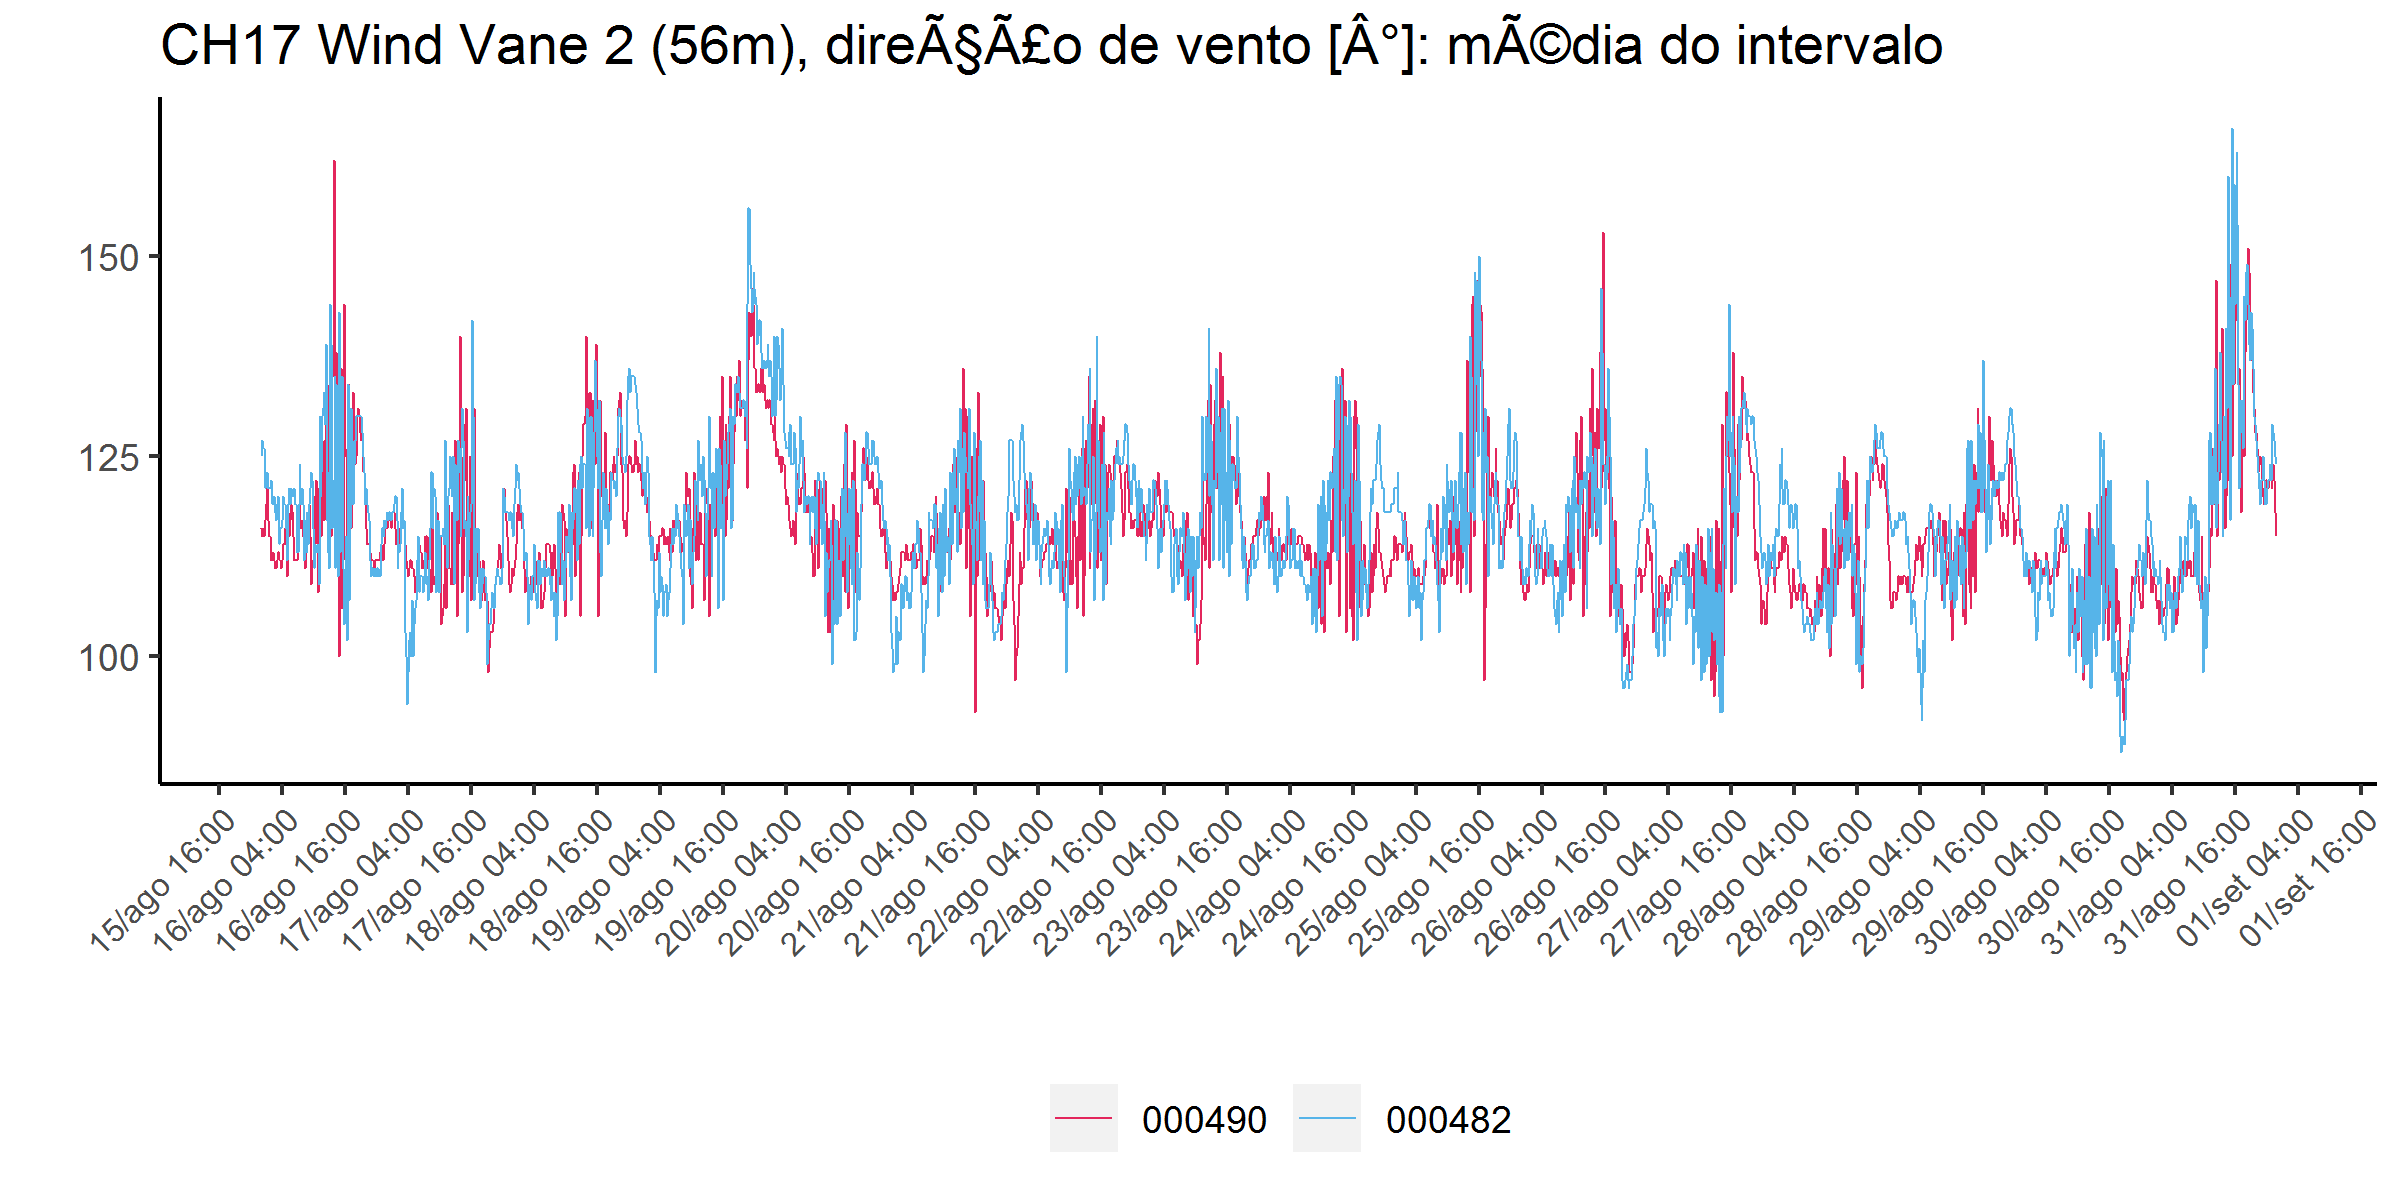 CH17 Wind Vane 2 (56m), direÃ§Ã£o de vento [Â°]: mÃ©dia do intervalo
150
125
100
15/ago 16:00
16/ago 04:00
16/ago 16:00
17/ago 04:00
17/ago 16:00
18/ago 04:00
18/ago 16:00
19/ago 04:00
19/ago 16:00
20/ago 04:00
20/ago 16:00
21/ago 04:00
21/ago 16:00
22/ago 04:00
22/ago 16:00
23/ago 04:00
23/ago 16:00
24/ago 04:00
24/ago 16:00
25/ago 04:00
25/ago 16:00
26/ago 04:00
26/ago 16:00
27/ago 04:00
27/ago 16:00
28/ago 04:00
28/ago 16:00
29/ago 04:00
29/ago 16:00
30/ago 04:00
30/ago 16:00
31/ago 04:00
31/ago 16:00
01/set 04:00
01/set 16:00
000490
000482